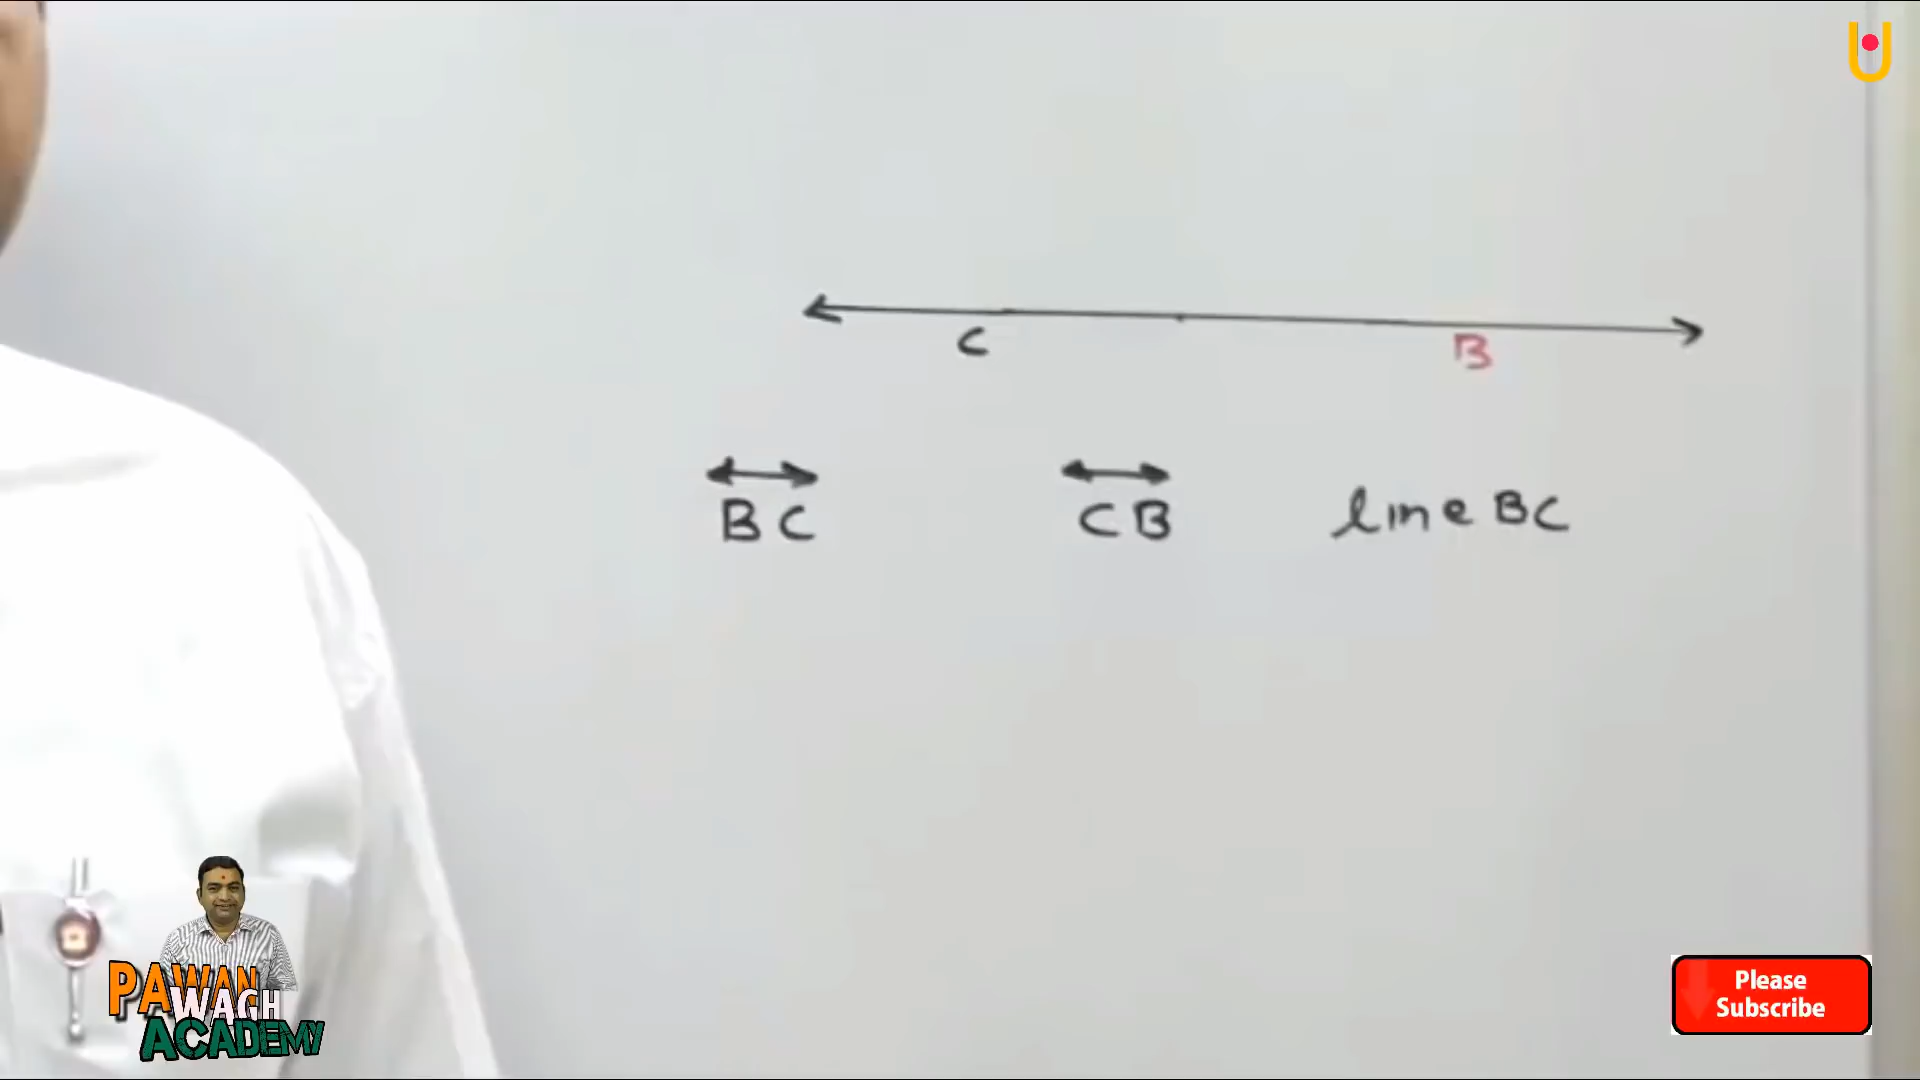 C B
BC CB line BC
PAWAN
WAGH
ACADEMY
Please
Subscribe